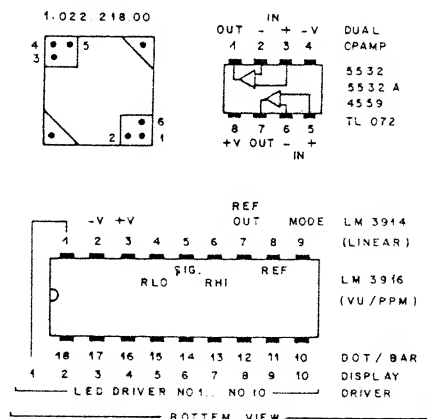 1.022.218.00
4 5
3
6
2 1
IN
OUT - + -V DUAL
1 2 3 4 CPAMP
5532
5532 A
4559
TL 072
8 7 6 5
+V OUT - +
IN
REF
-V +V OUT MODE LM 3914
1 2 3 4 5 6 7 8 9 (LINEAR)
SIG. REF
RLO RHI LM 3916
(VU/PPM)
18 17 16 15 14 13 12 11 10 DOT/BAR
1 2 3 4 5 6 7 8 9 10 DISPLAY
LED DRIVER NO 1... NO 10 DRIVER
BOTTEM VIEW